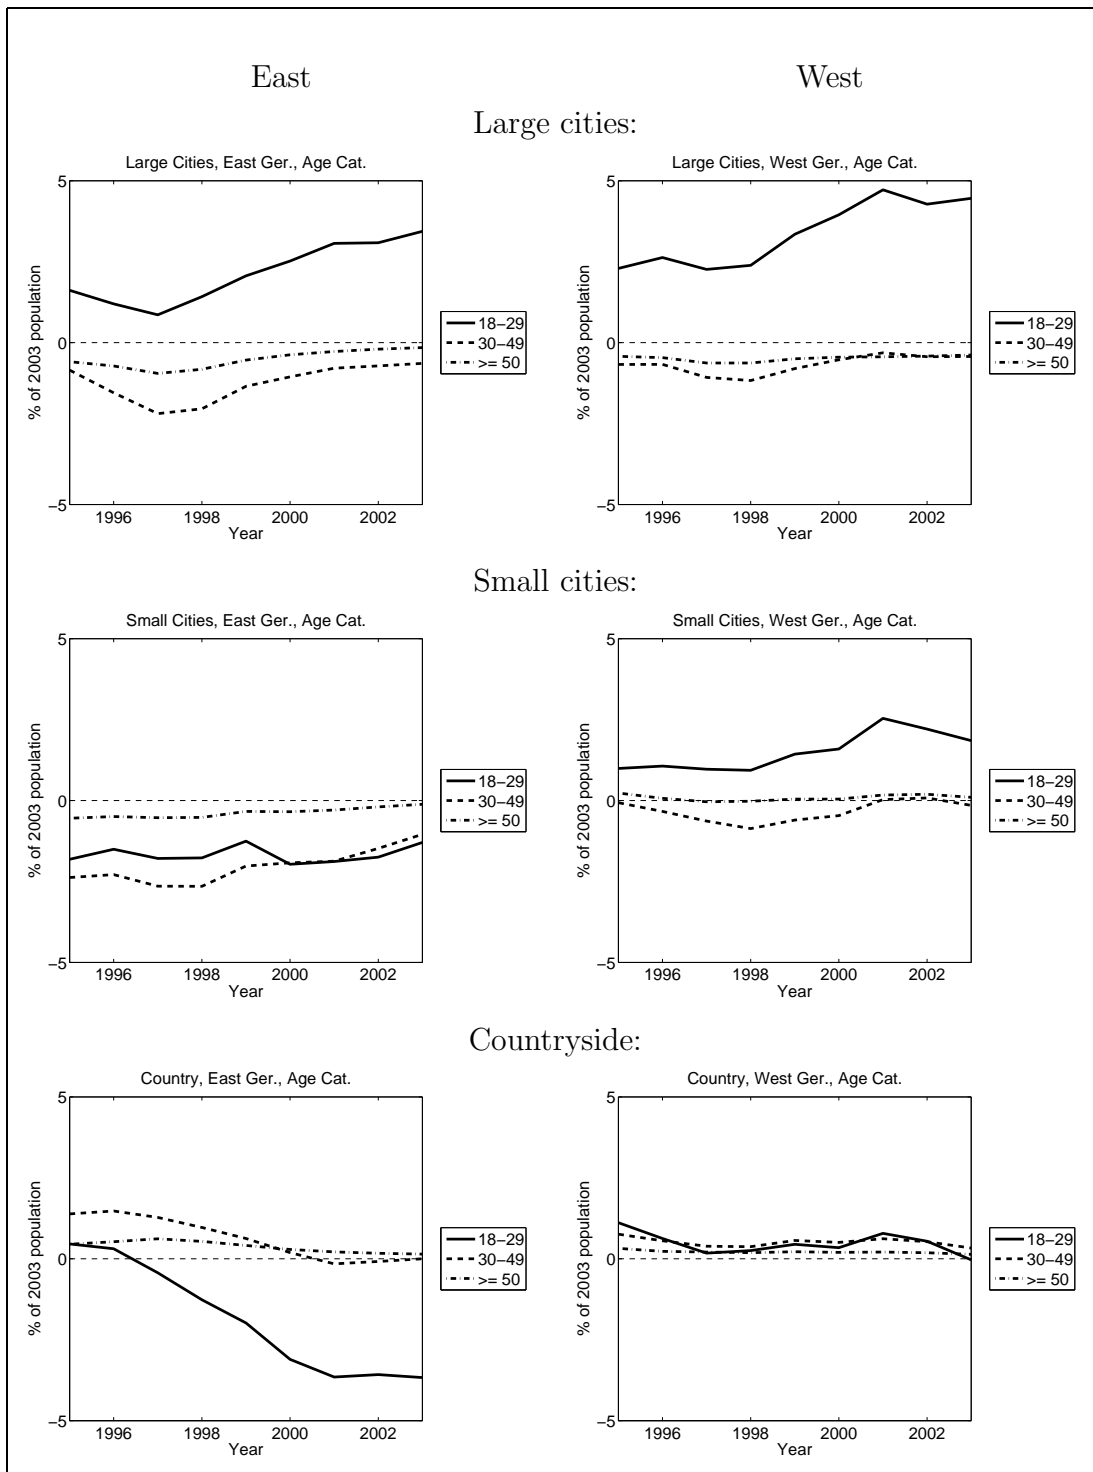 East
West
Large cities:
Large Cities, East Ger., Age Cat.
5
0
−5
% of 2003 population
1996 1998 2000 2002
Year
18−29
30−49
>= 50
Large Cities, West Ger., Age Cat.
5
0
−5
% of 2003 population
1996 1998 2000 2002
Year
18−29
30−49
>= 50
Small cities:
Small Cities, East Ger., Age Cat.
5
0
−5
% of 2003 population
1996 1998 2000 2002
Year
18−29
30−49
>= 50
Small Cities, West Ger., Age Cat.
5
0
−5
% of 2003 population
1996 1998 2000 2002
Year
18−29
30−49
>= 50
Countryside:
Country, East Ger., Age Cat.
5
0
−5
% of 2003 population
1996 1998 2000 2002
Year
18−29
30−49
>= 50
Country, West Ger., Age Cat.
5
0
−5
% of 2003 population
1996 1998 2000 2002
Year
18−29
30−49
>= 50